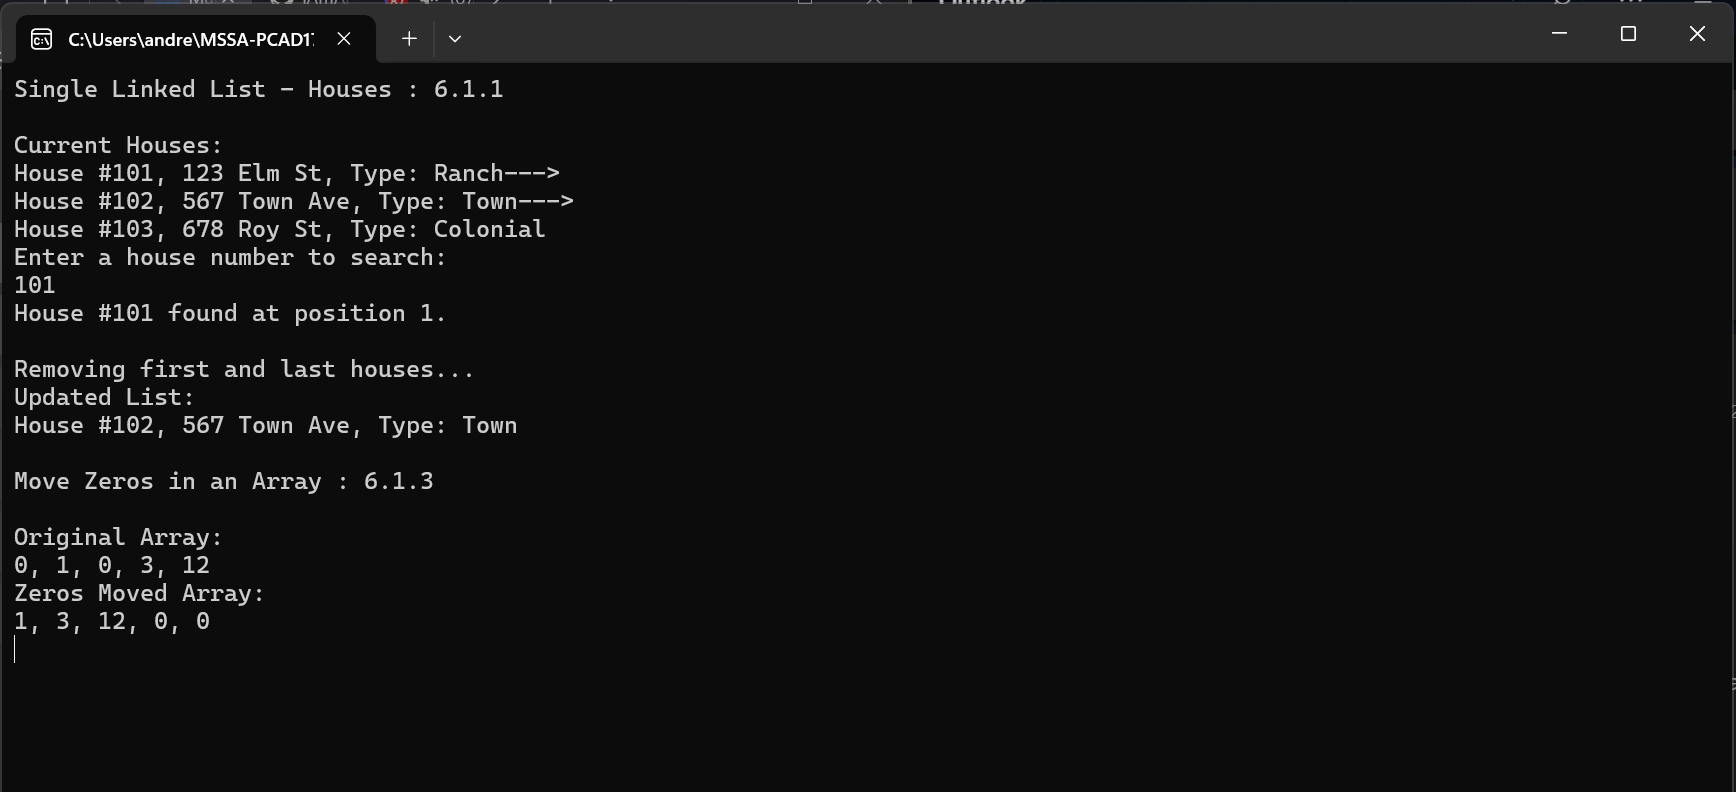 C:\Users\andre\MSSA-PCAD1
Single Linked List - Houses : 6.1.1
Current Houses:
House #101, 123 Elm St, Type: Ranch--->
House #102, 567 Town Ave, Type: Town--->
House #103, 678 Roy St, Type: Colonial
Enter a house number to search:
101
House #101 found at position 1.
Removing first and last houses...
Updated List:
House #102, 567 Town Ave, Type: Town
Move Zeros in an Array : 6.1.3
Original Array:
0, 1, 0, 3, 12
Zeros Moved Array:
1, 3, 12, 0, 0